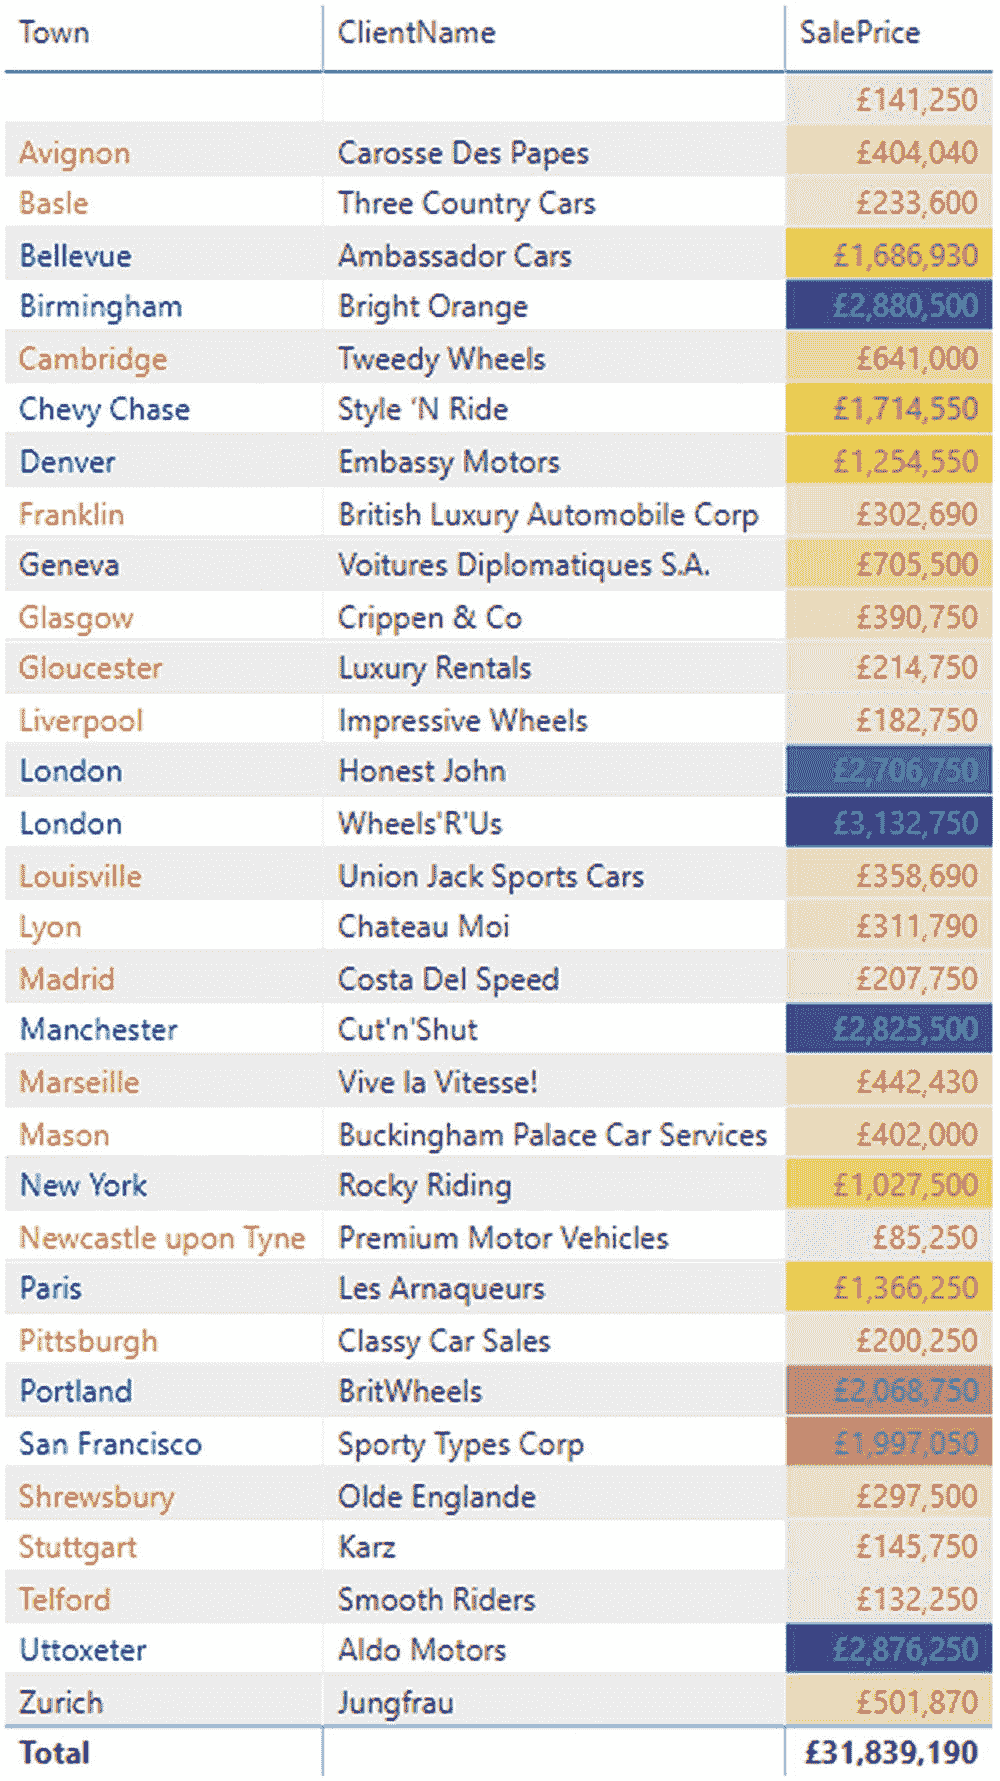 Town ClientName SalePrice
£141,250
Avignon Carosse Des Papes £404,040
Basle Three Country Cars £233,600
Bellevue Ambassador Cars £1,686,930
Birmingham Bright Orange £2,880,500
Cambridge Tweedy Wheels £641,000
Chevy Chase Style 'N Ride £1,714,550
Denver Embassy Motors £1,254,550
Franklin British Luxury Automobile Corp £302,690
Geneva Voitures Diplomatiques S.A. £705,500
Glasgow Crippen & Co £390,750
Gloucester Luxury Rentals £214,750
Liverpool Impressive Wheels £182,750
London Honest John £2,706,750
London Wheels'R'Us £3,132,750
Louisville Union Jack Sports Cars £358,690
Lyon Chateau Moi £311,790
Madrid Costa Del Speed £207,750
Manchester Cut'n'Shut £2,825,500
Marseille Vive la Vitesse! £442,430
Mason Buckingham Palace Car Services £402,000
New York Rocky Riding £1,027,500
Newcastle upon Tyne Premium Motor Vehicles £85,250
Paris Les Arnaqueurs £1,366,250
Pittsburgh Classy Car Sales £200,250
Portland BritWheels £2,068,750
San Francisco Sporty Types Corp £1,997,050
Shrewsbury Olde Englande £297,500
Stuttgart Karz £145,750
Telford Smooth Riders £132,250
Uttoxeter Aldo Motors £2,876,250
Zurich Jungfrau £501,870
Total £31,839,190